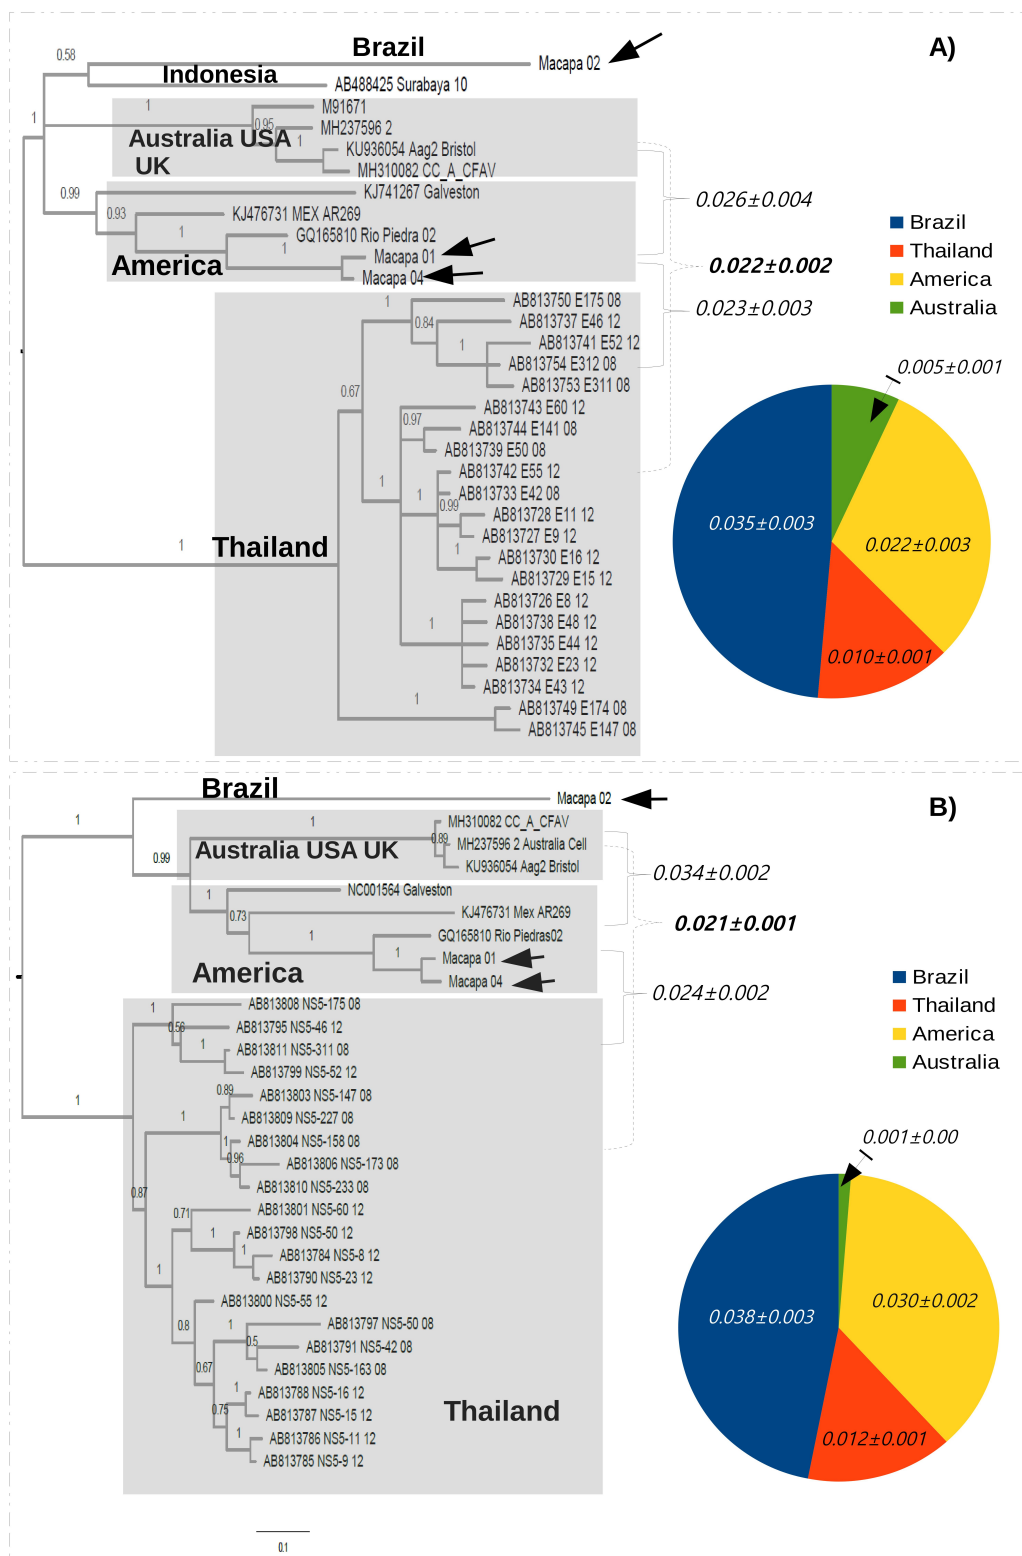 Brazil
A)
0.58
Macapa 02
Indonesia
AB488425 Surabaya 10
1
M91671
1
0.95
MH237596 2
Australia USA
UK
1
KU936054 Aag2 Bristol
MH310082 CC_A_CFAV
0.99
KJ741267 Galveston
0.026±0.004
0.93
KJ476731 MEX AR269
1
GQ165810 Rio Piedra 02
1
Macapa 01
America
Macapa 04
0.022±0.002
0.023±0.003
Brazil
Thailand
America
Australia
1
AB813750 E175 08
0.84
AB813737 E46 12
1
AB813741 E52 12
AB813754 E312 08
AB813753 E311 08
0.67
0.005±0.001
AB813743 E60 12
0.97
AB813744 E141 08
AB813739 E50 08
AB813742 E55 12
1
1
AB813733 E42 08
0.99
AB813728 E11 12
AB813727 E9 12
1
Thailand
1
AB813730 E16 12
AB813729 E15 12
AB813726 E8 12
1
AB813738 E48 12
AB813735 E44 12
AB813732 E23 12
AB813734 E43 12
1
AB813749 E174 08
AB813745 E147 08
0.035±0.003
0.022±0.003
0.010±0.001
Brazil
B)
1
Macapa 02
1
MH310082 CC_A_CFAV
0.89
MH237596 2 Australia Cell
0.99
Australia USA UK
KU936054 Aag2 Bristol
0.034±0.002
1
NC001564 Galveston
0.73
KJ476731 Mex AR269
0.021±0.001
1
GQ165810 Rio Piedras02
1
Macapa 01
America
Macapa 04
0.024±0.002
Brazil
Thailand
America
Australia
1
AB813808 NS5-175 08
0.56
AB813795 NS5-46 12
1
AB813811 NS5-311 08
AB813799 NS5-52 12
0.89
AB813803 NS5-147 08
1
1
AB813809 NS5-227 08
1
AB813804 NS5-158 08
0.96
AB813806 NS5-173 08
AB813810 NS5-233 08
0.87
0.71
AB813801 NS5-60 12
1
AB813798 NS5-50 12
1
AB813784 NS5-8 12
1
AB813790 NS5-23 12
AB813800 NS5-55 12
0.8
1
AB813797 NS5-50 08
0.5
AB813791 NS5-42 08
0.67
AB813805 NS5-163 08
1
AB813788 NS5-16 12
0.75
AB813787 NS5-15 12
1
AB813786 NS5-11 12
AB813785 NS5-9 12
Thailand
0.001±0.00
0.038±0.003
0.030±0.002
0.012±0.001
0.1